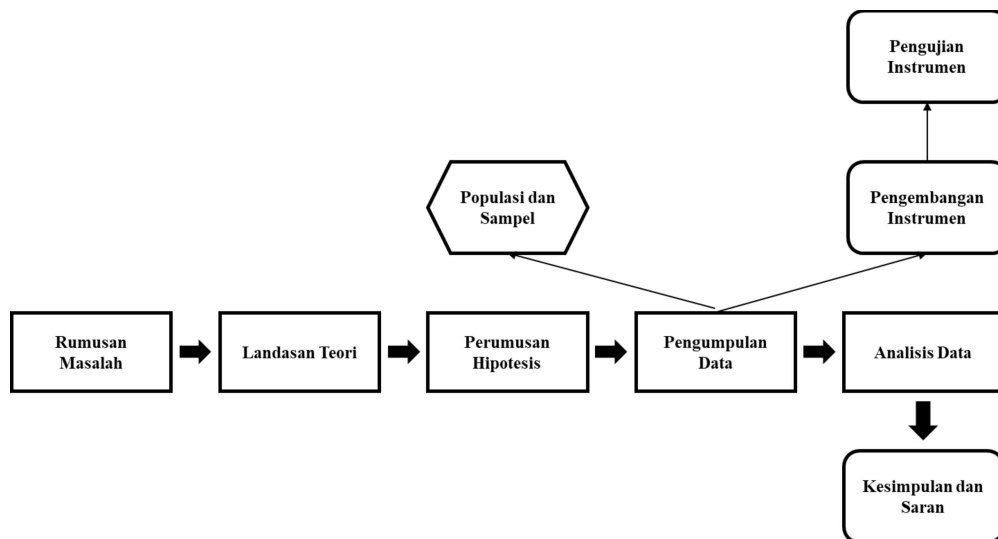 Pengujian
Instrumen
Populasi dan
Sampel
Pengembangan
Instrumen
Rumusan
Masalah
Landasan Teori
Perumusan
Hipotesis
Pengumpulan
Data
Analisis Data
Kesimpulan dan
Saran